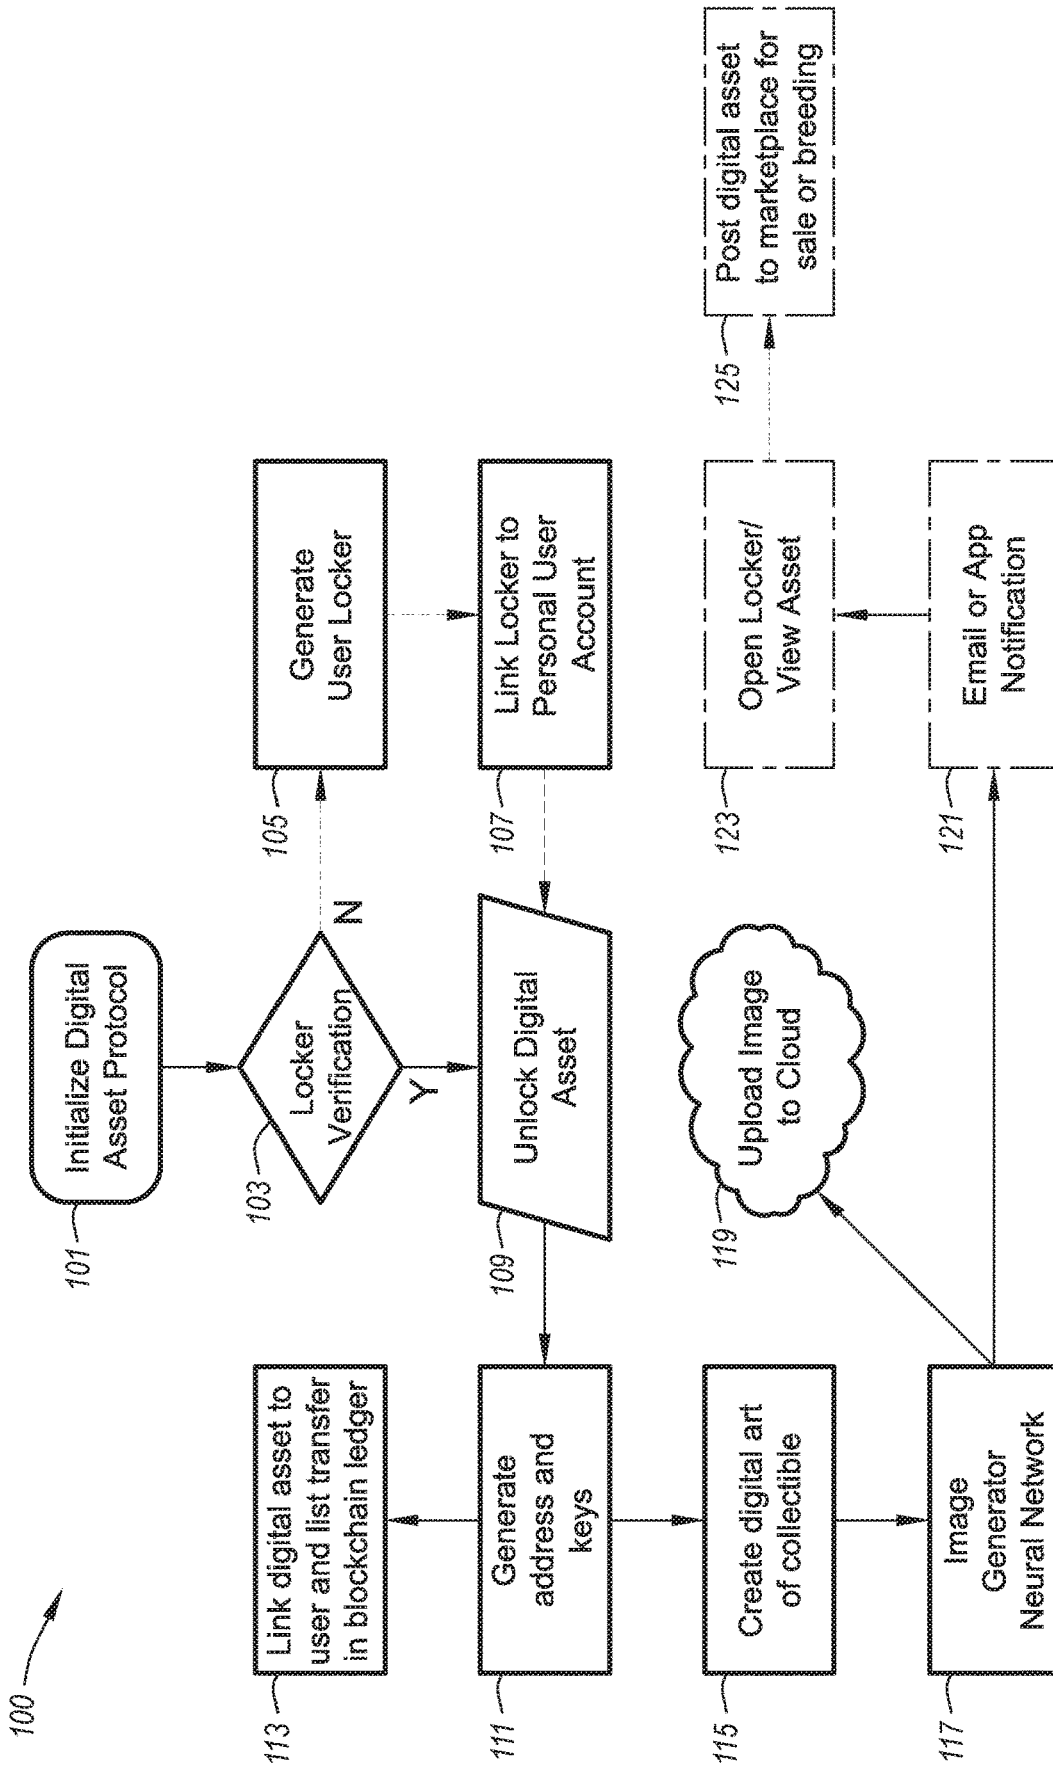 100
101
Initialize Digital
Asset Protocol
103
Locker
Verification
N
Y
105
Generate
User Locker
107
Link Locker to
Personal User
Account
109
Unlock Digital
Asset
111
Generate
address and
keys
113
Link digital asset to
user and list transfer
in blockchain ledger
115
Create digital art
of collectible
117
Image
Generator
Neural Network
119
Upload Image
to Cloud
121
Email or App
Notification
123
Open Locker/
View Asset
125
Post digital asset
to marketplace for
sale or breeding